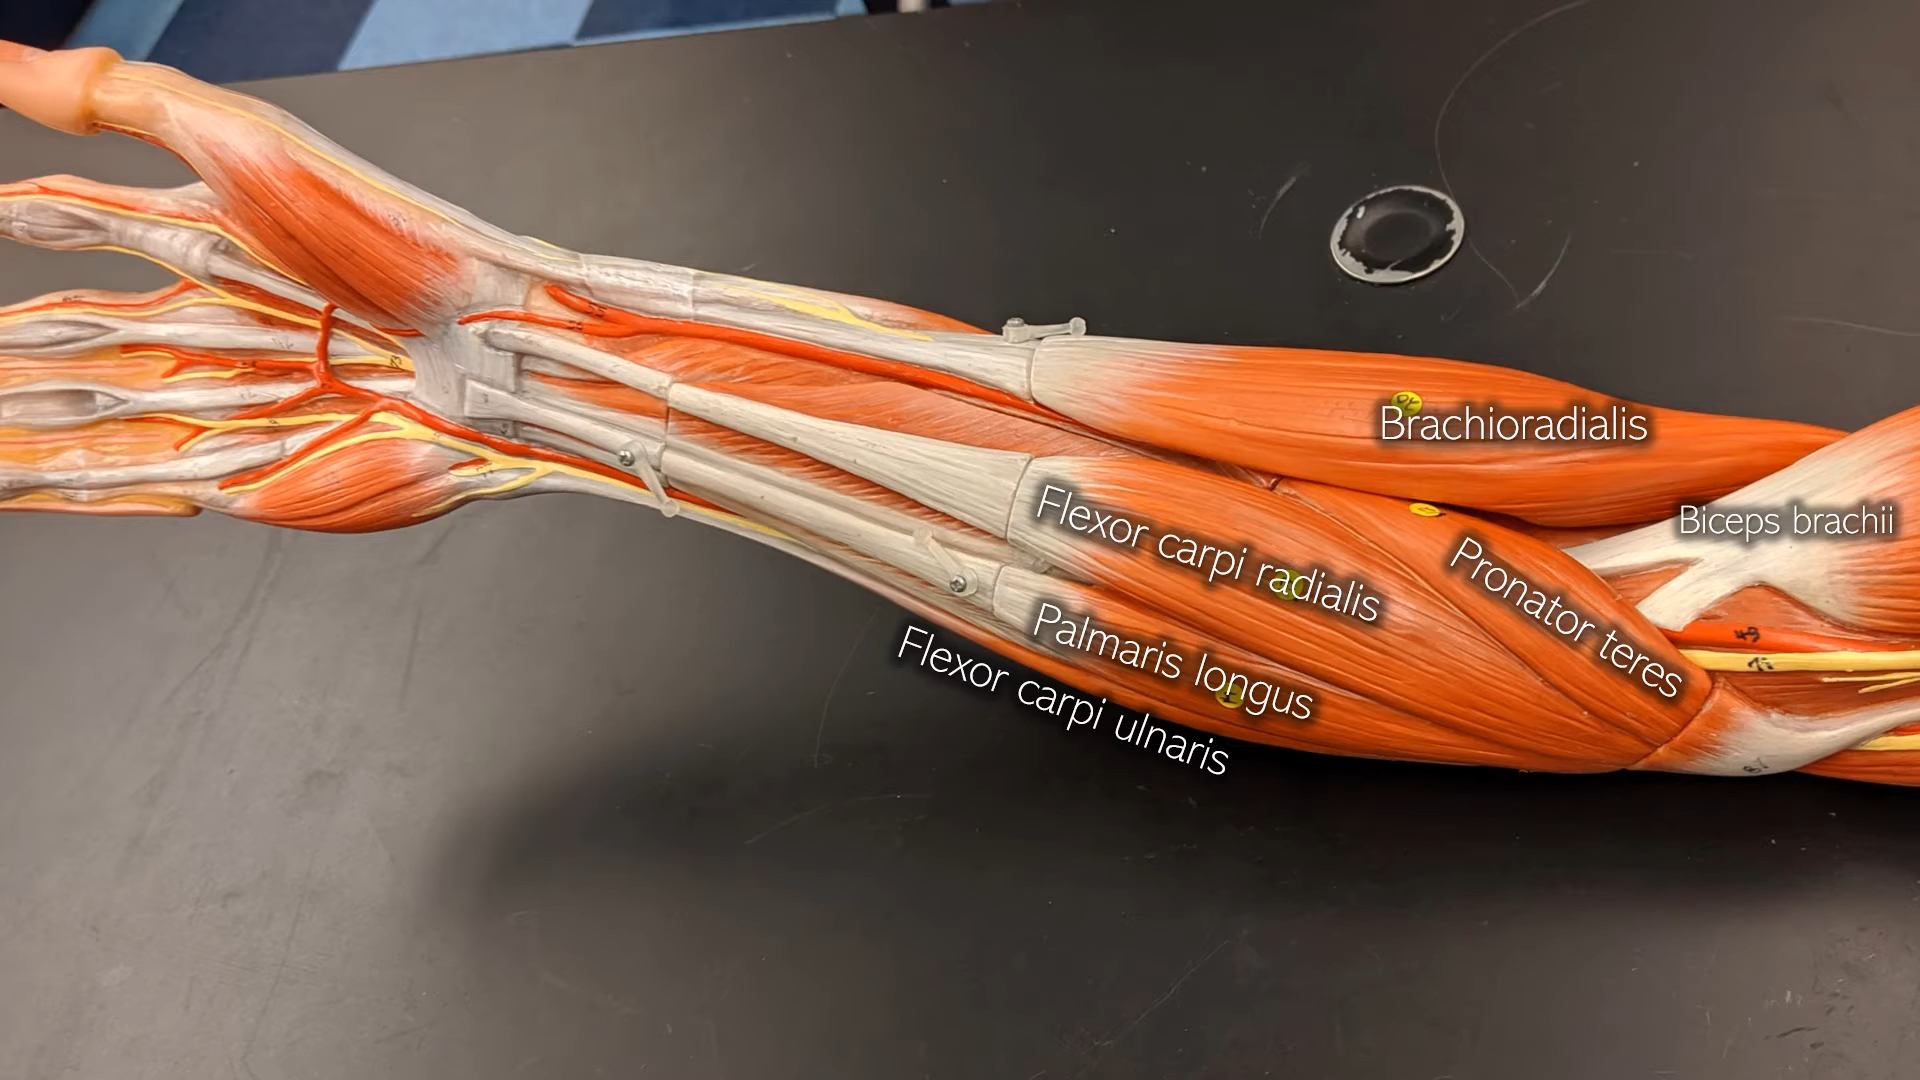 Brachioradialis
Biceps brachii
Flexor carpi radialis
Pronator teres
Palmaris longus
Flexor carpi ulnaris